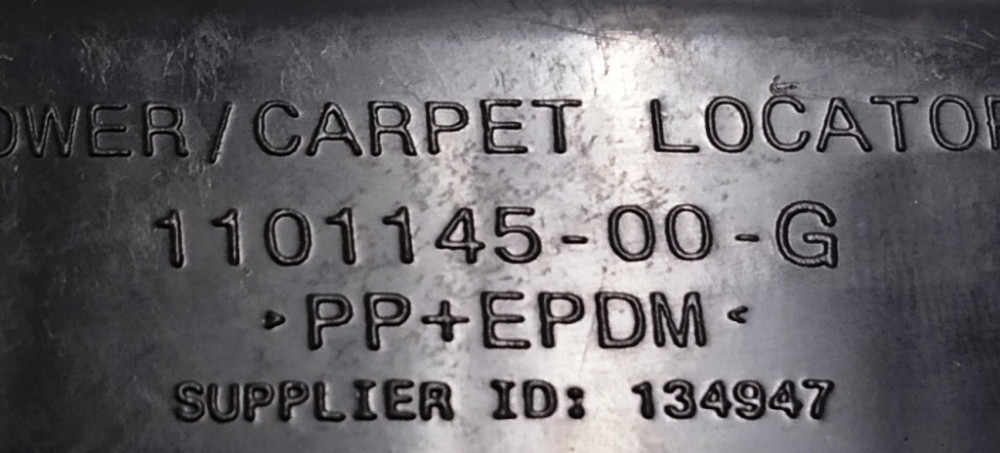 OWER/CARPET LOCATOR
1101145-00-G
>PP+EPDM<
SUPPLIER ID: 134947